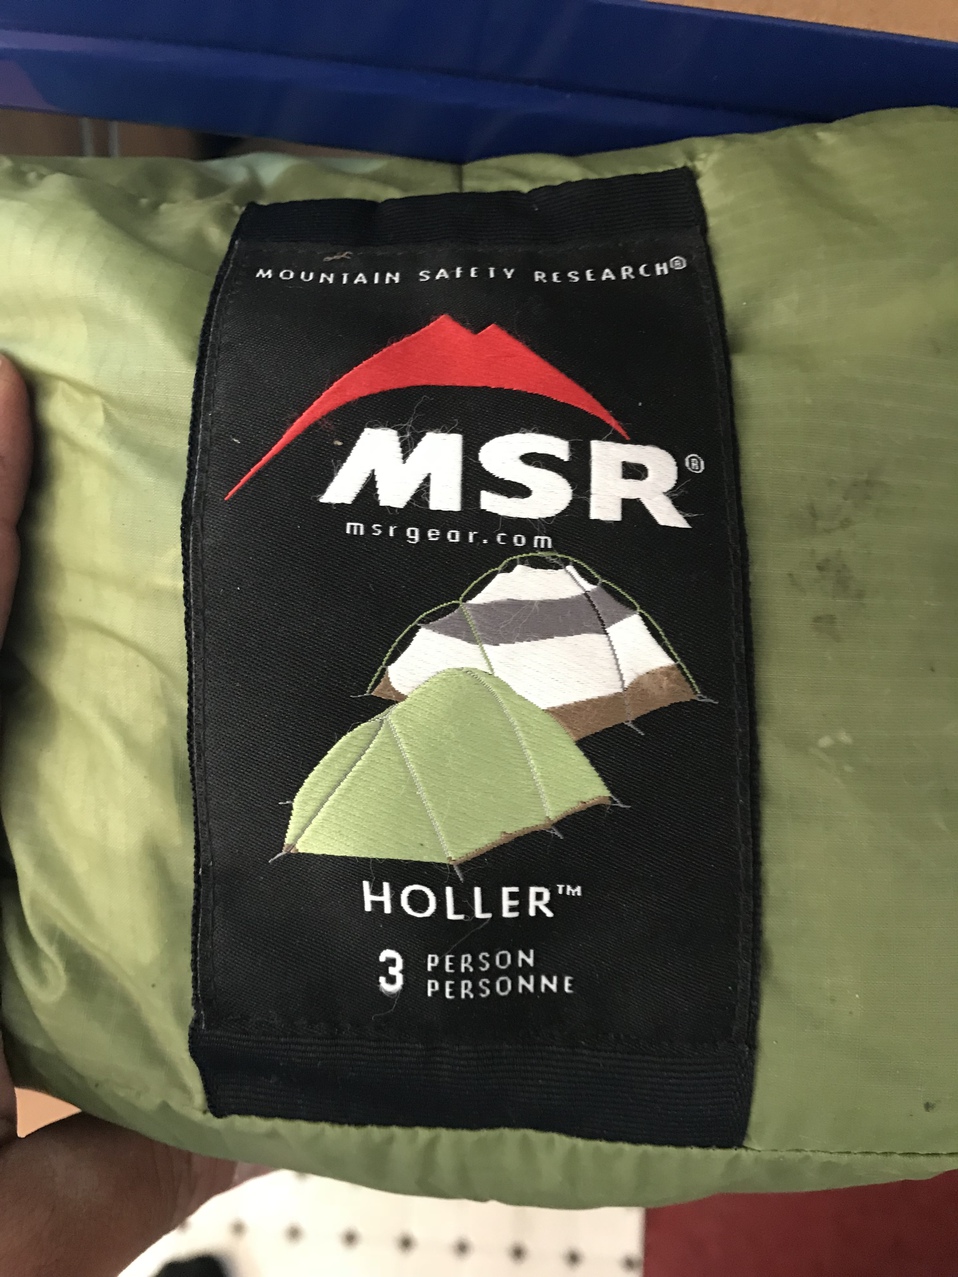 MOUNTAIN SAFETY RESEARCH®
MSR®
msrgear.com
HOLLER™
3 PERSON
PERSONNE